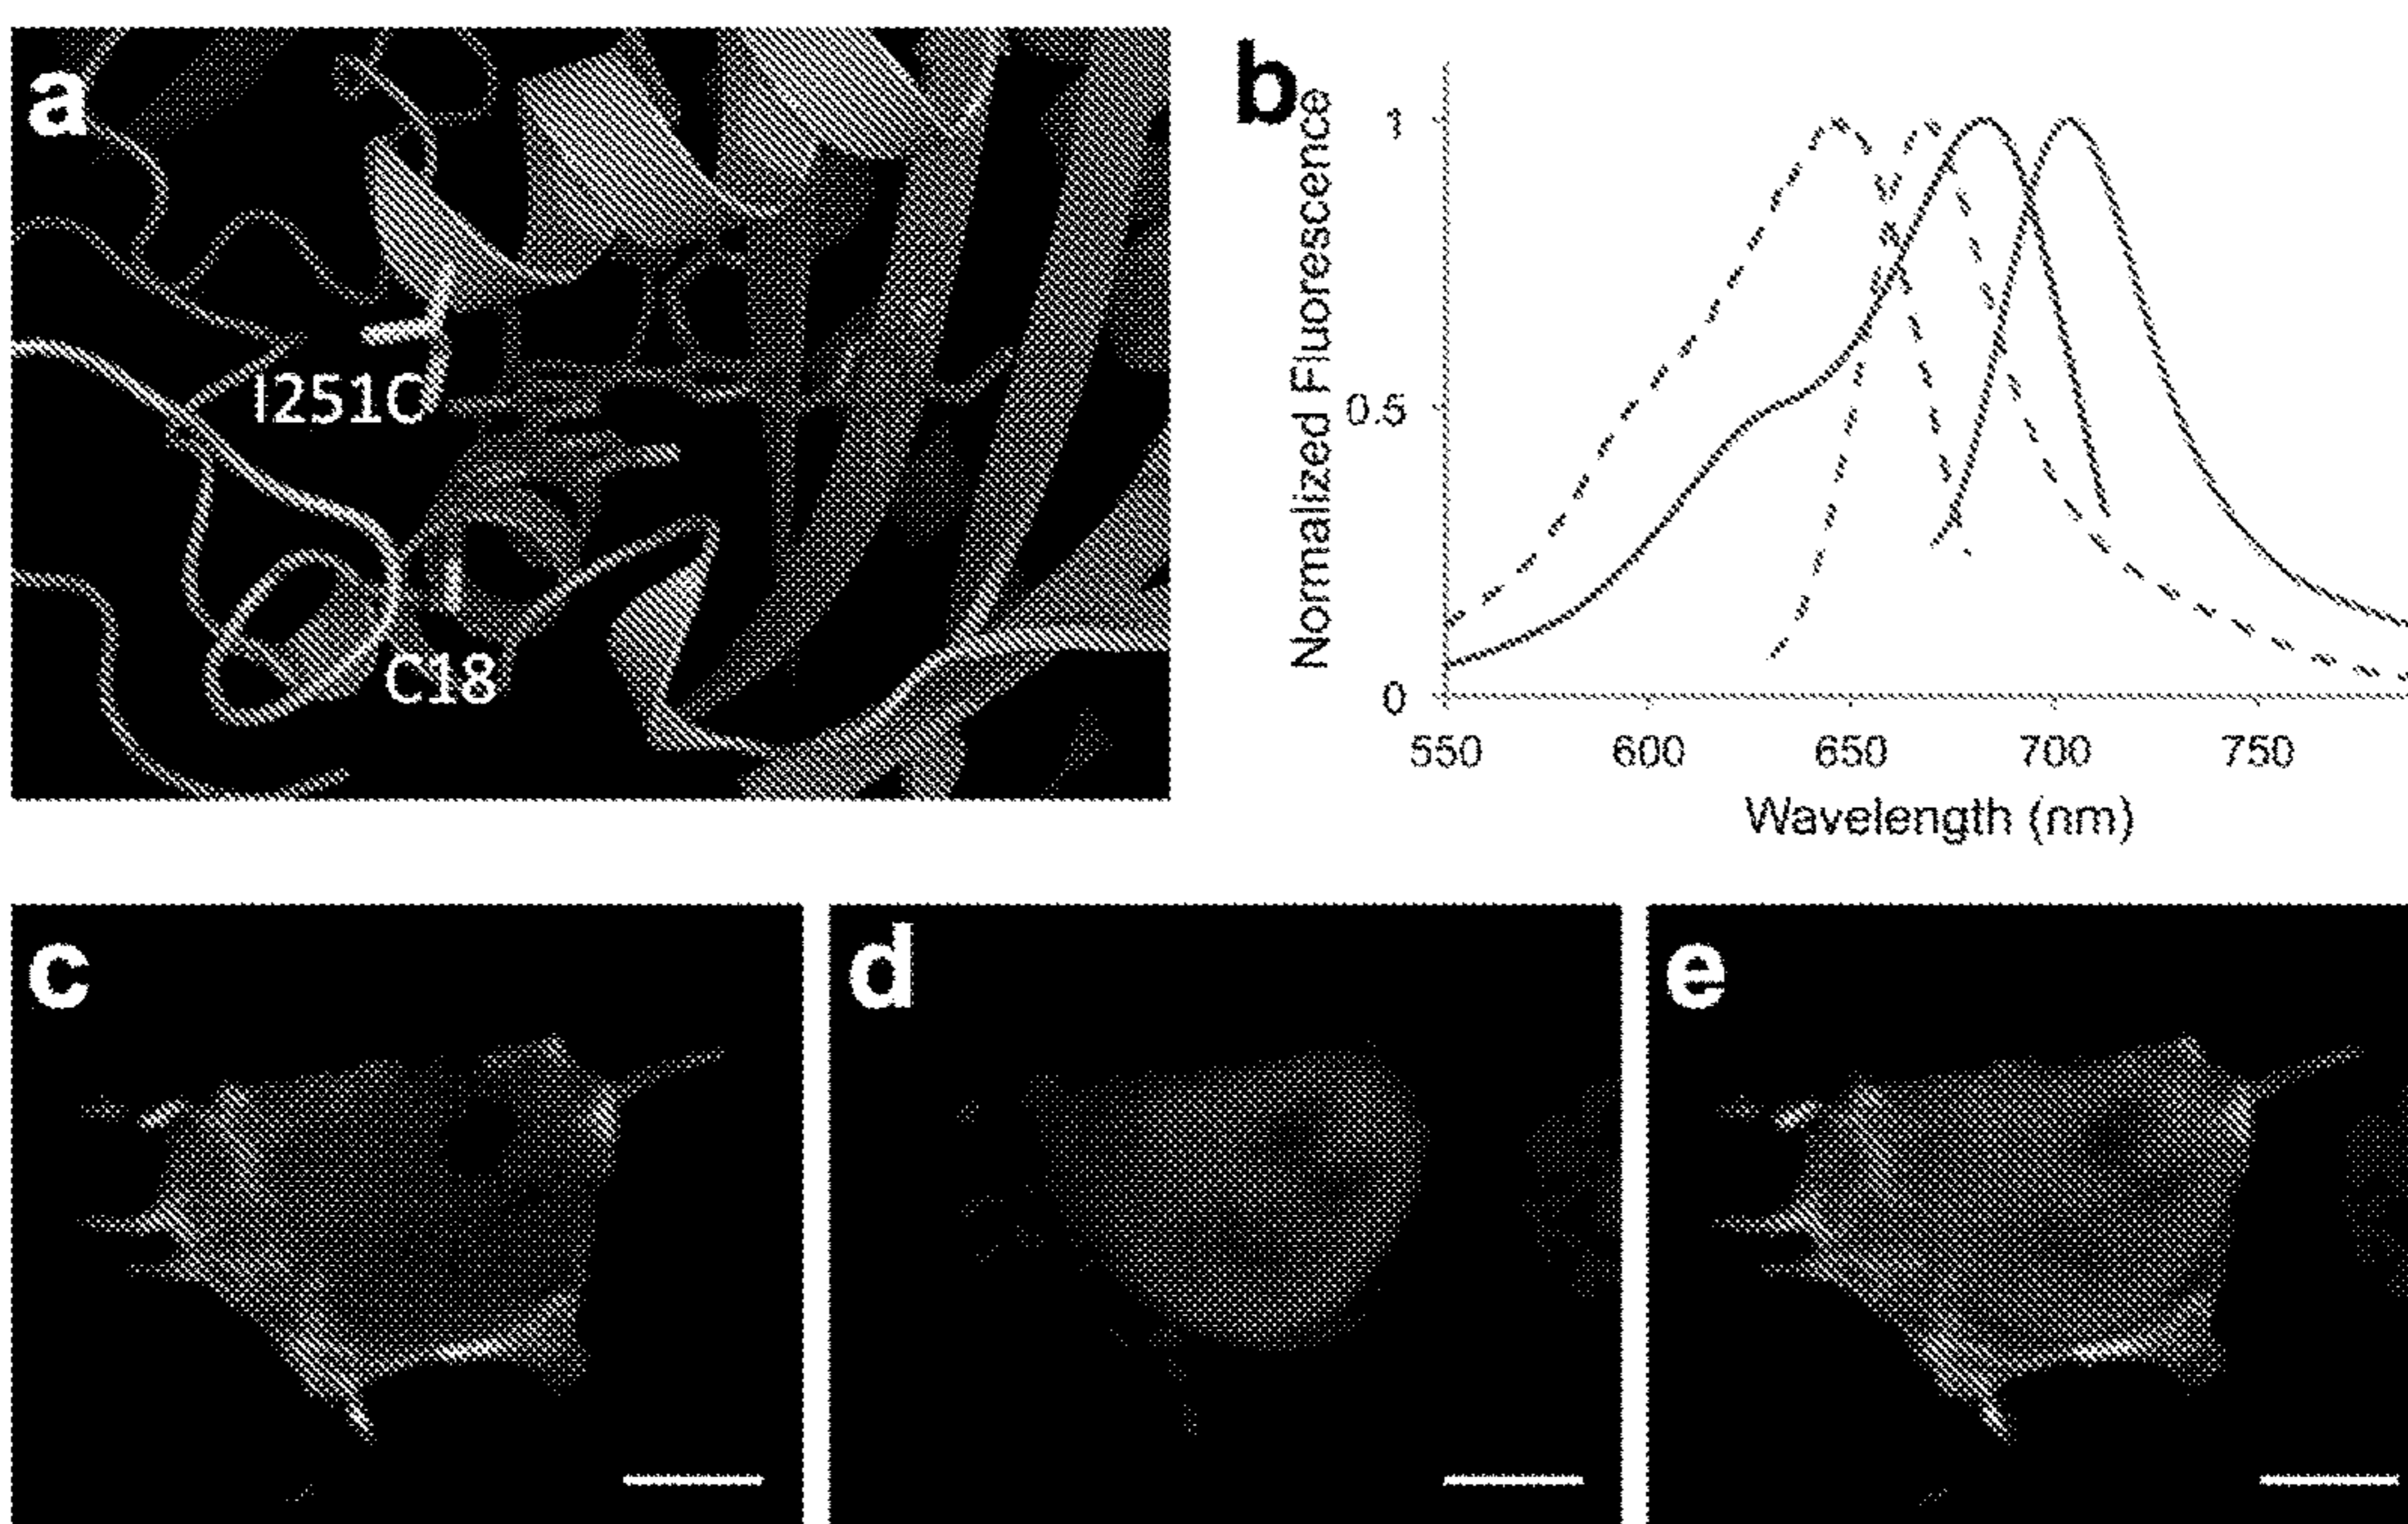 a
I251C
C18
b
Normalized Fluorescence
1
0.5
0
550 600 650 700 750
Wavelength (nm)
c
d
e